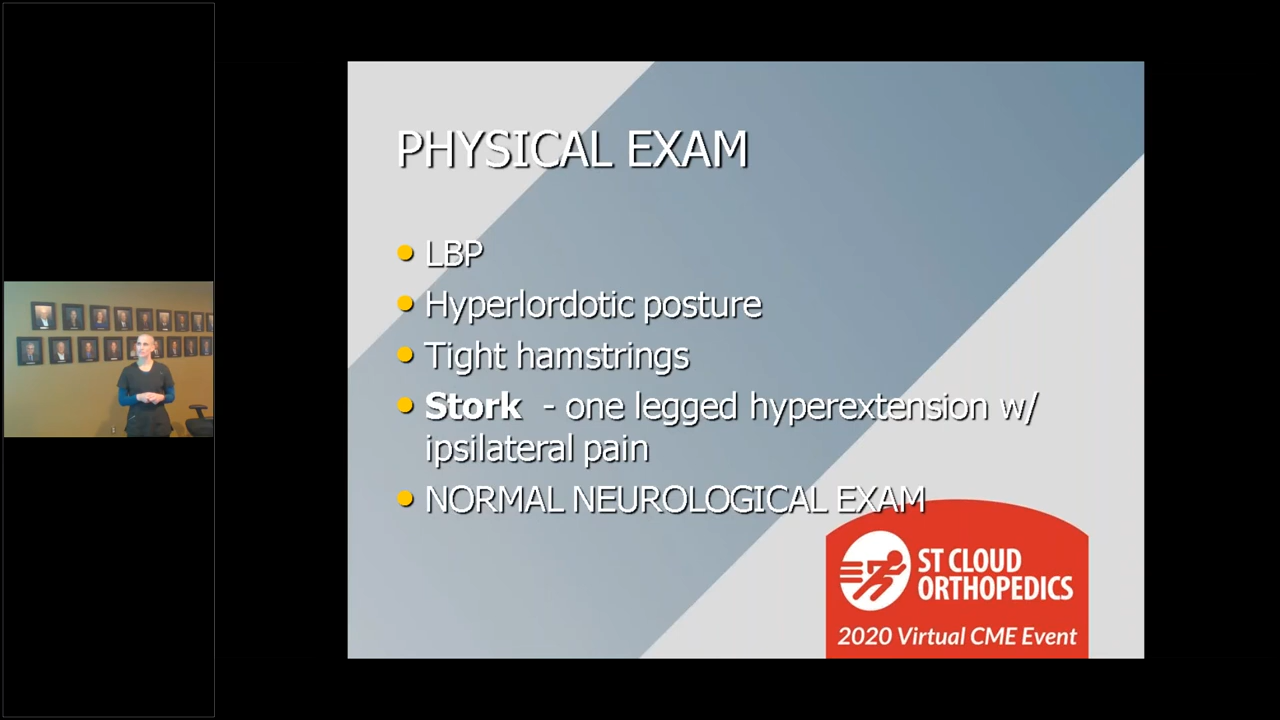 PHYSICAL EXAM
LBP
Hyperlordotic posture
Tight hamstrings
Stork - one legged hyperextension w/
ipsilateral pain
NORMAL NEUROLOGICAL EXAM
ST CLOUD
ORTHOPEDICS
2020 Virtual CME Event